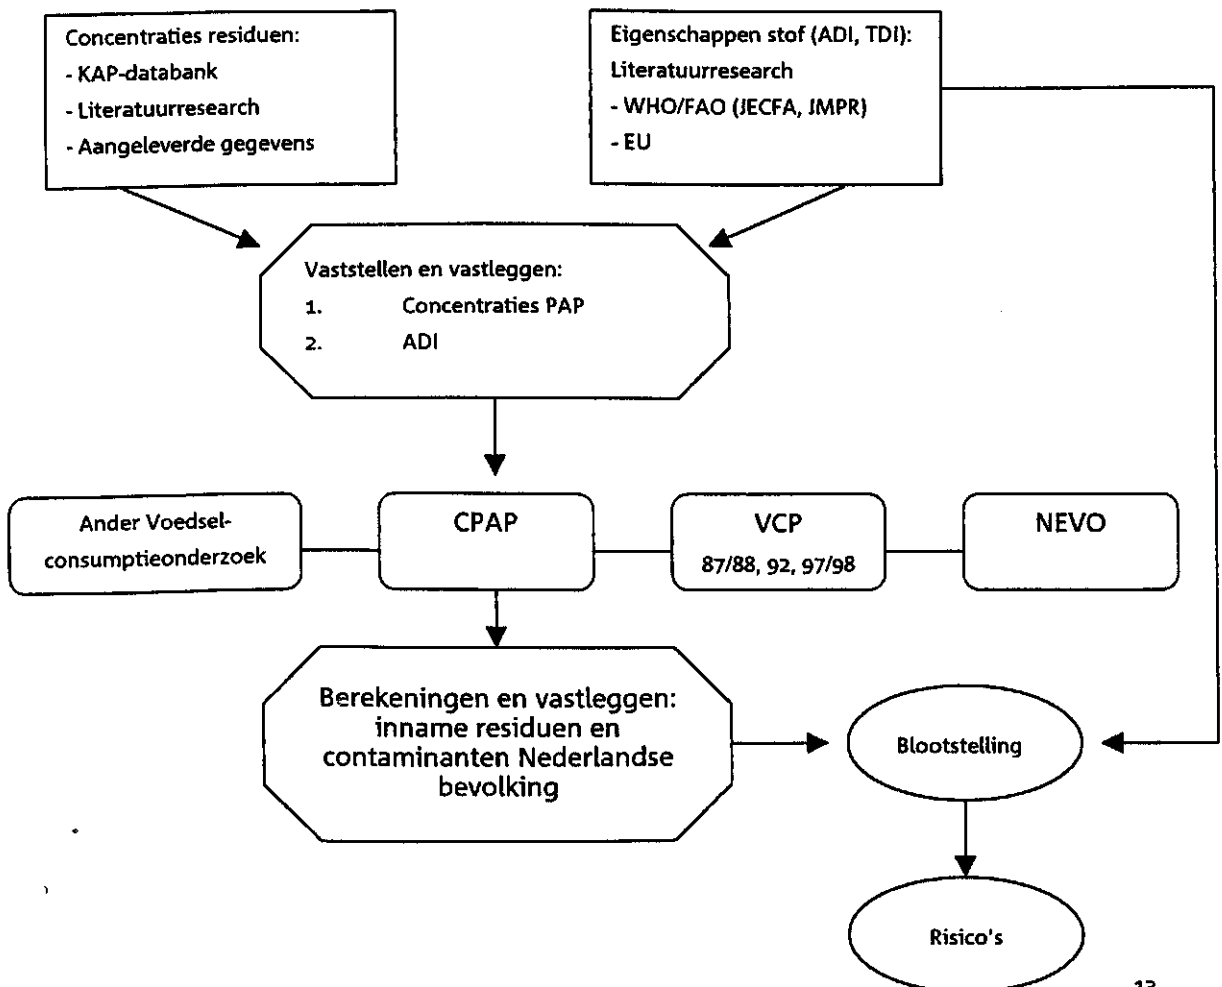 Concentraties residuen:
- KAP-databank
- Literatuurresearch
- Aangeleverde gegevens
Eigenschappen stof (ADI, TDI):
Literatuurresearch
- WHO/FAO (JECFA, JMPR)
- EU
Vaststellen en vastleggen:
1. Concentraties PAP
2. ADI
Ander Voedsel-
consumptieonderzoek
CPAP
VCP
87/88, 92, 97/98
NEVO
Berekeningen en vastleggen:
inname residuen en
contaminanten Nederlandse
bevolking
Blootstelling
Risico's